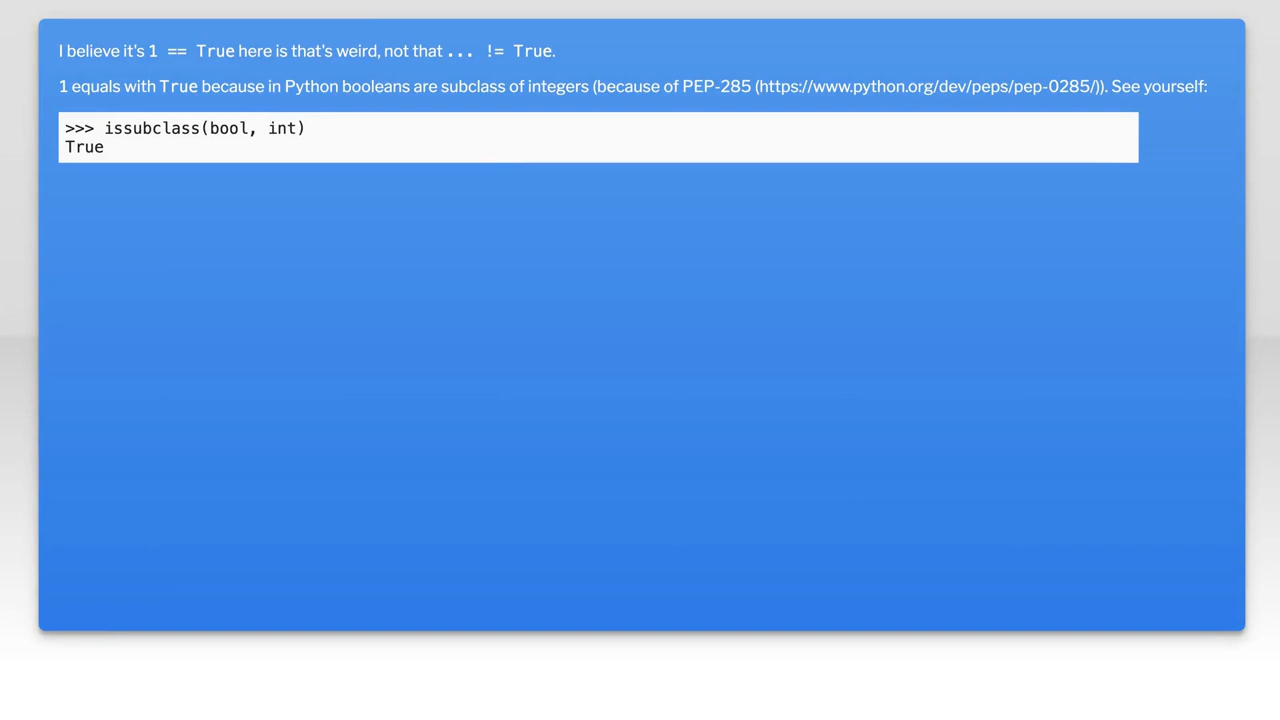 I believe it's 1 == True here is that's weird, not that ... != True.
1 equals with True because in Python booleans are subclass of integers (because of PEP-285 (https://www.python.org/dev/peps/pep-0285/)). See yourself:
>>> issubclass(bool, int)
True